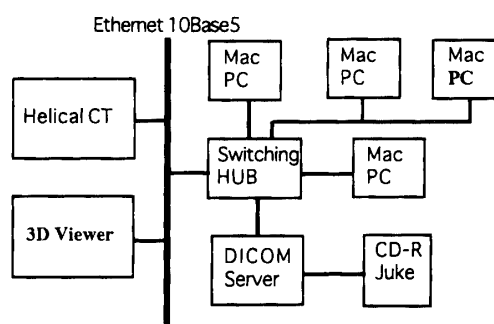 Ethernet 10Base5
Mac
PC
Mac
PC
Mac
PC
Helical CT
Switching
HUB
Mac
PC
3D Viewer
DICOM
Server
CD-R
Juke